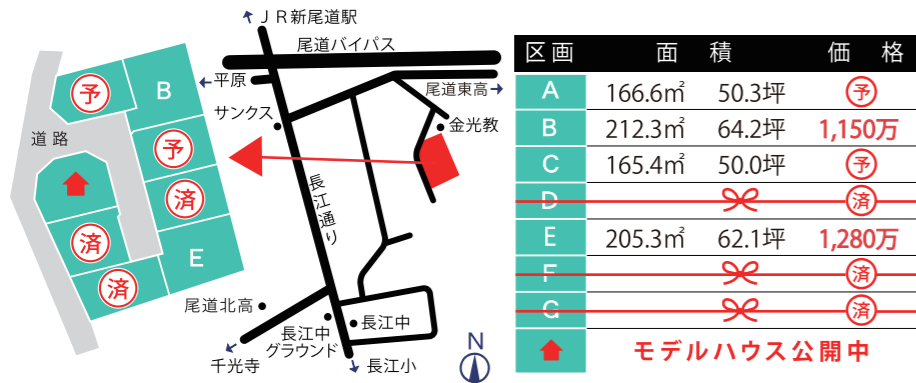 JR新尾道駅
尾道バイパス
平原
尾道東高
サンクス
金光教
長江通り
尾道北高
長江中
グラウンド
長江中
千光寺
長江小
N
予
B
道路
予
済
済
E
済
区画 面積 価格
A 166.6㎡ 50.3坪 予
B 212.3㎡ 64.2坪 1,150万
C 165.4㎡ 50.0坪 予
D 済
E 205.3㎡ 62.1坪 1,280万
F 済
G 済
モデルハウス公開中